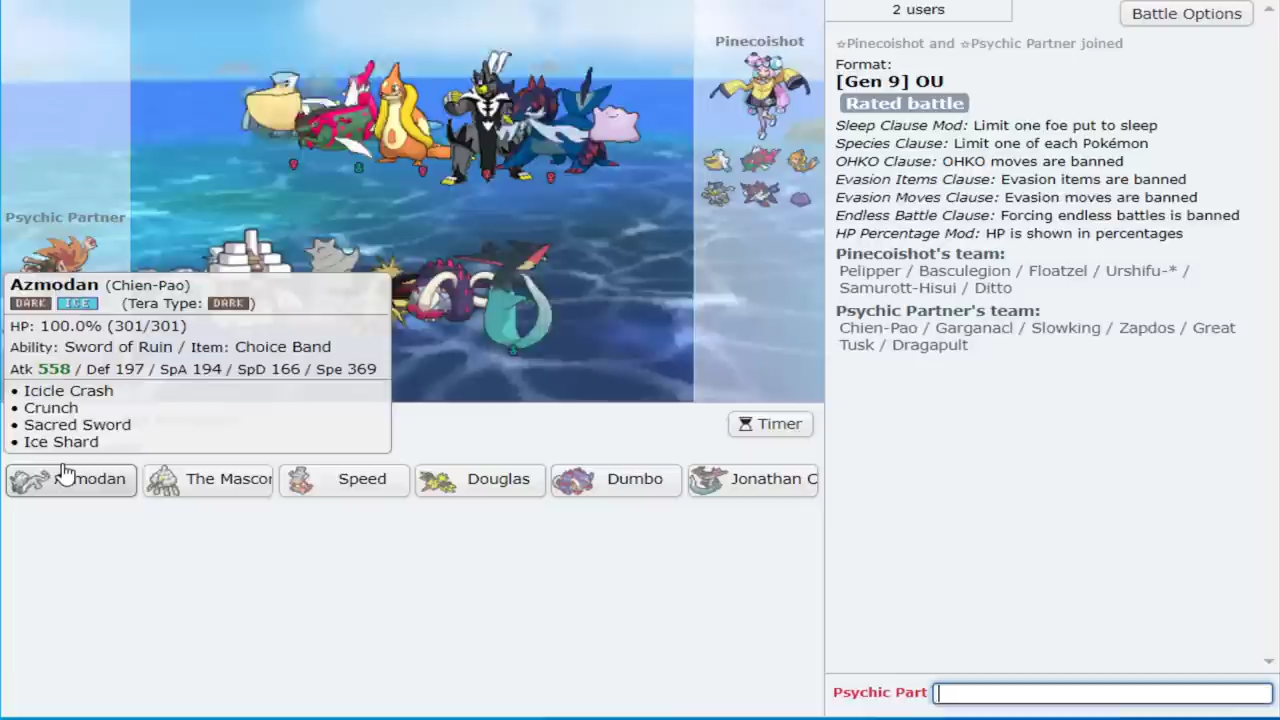 Pinecoishot
Psychic Partner
Azmodan (Chien-Pao)
DARK ICE (Tera Type: DARK)
HP: 100.0% (301/301)
Ability: Sword of Ruin / Item: Choice Band
Atk 558 / Def 197 / SpA 194 / SpD 166 / Spe 369
• Icicle Crash
• Crunch
• Sacred Sword
• Ice Shard
Timer
modan
The Mascor
Speed
Douglas
Dumbo
Jonathan C
2 users
Battle Options
☆Pinecoishot and ☆Psychic Partner joined
Format:
[Gen 9] OU
Rated battle
Sleep Clause Mod: Limit one foe put to sleep
Species Clause: Limit one of each Pokémon
OHKO Clause: OHKO moves are banned
Evasion Items Clause: Evasion items are banned
Evasion Moves Clause: Evasion moves are banned
Endless Battle Clause: Forcing endless battles is banned
HP Percentage Mod: HP is shown in percentages
Pinecoishot's team:
Pelipper / Basculegion / Floatzel / Urshifu-* /
Samurott-Hisui / Ditto
Psychic Partner's team:
Chien-Pao / Garganacl / Slowking / Zapdos / Great
Tusk / Dragapult
Psychic Part